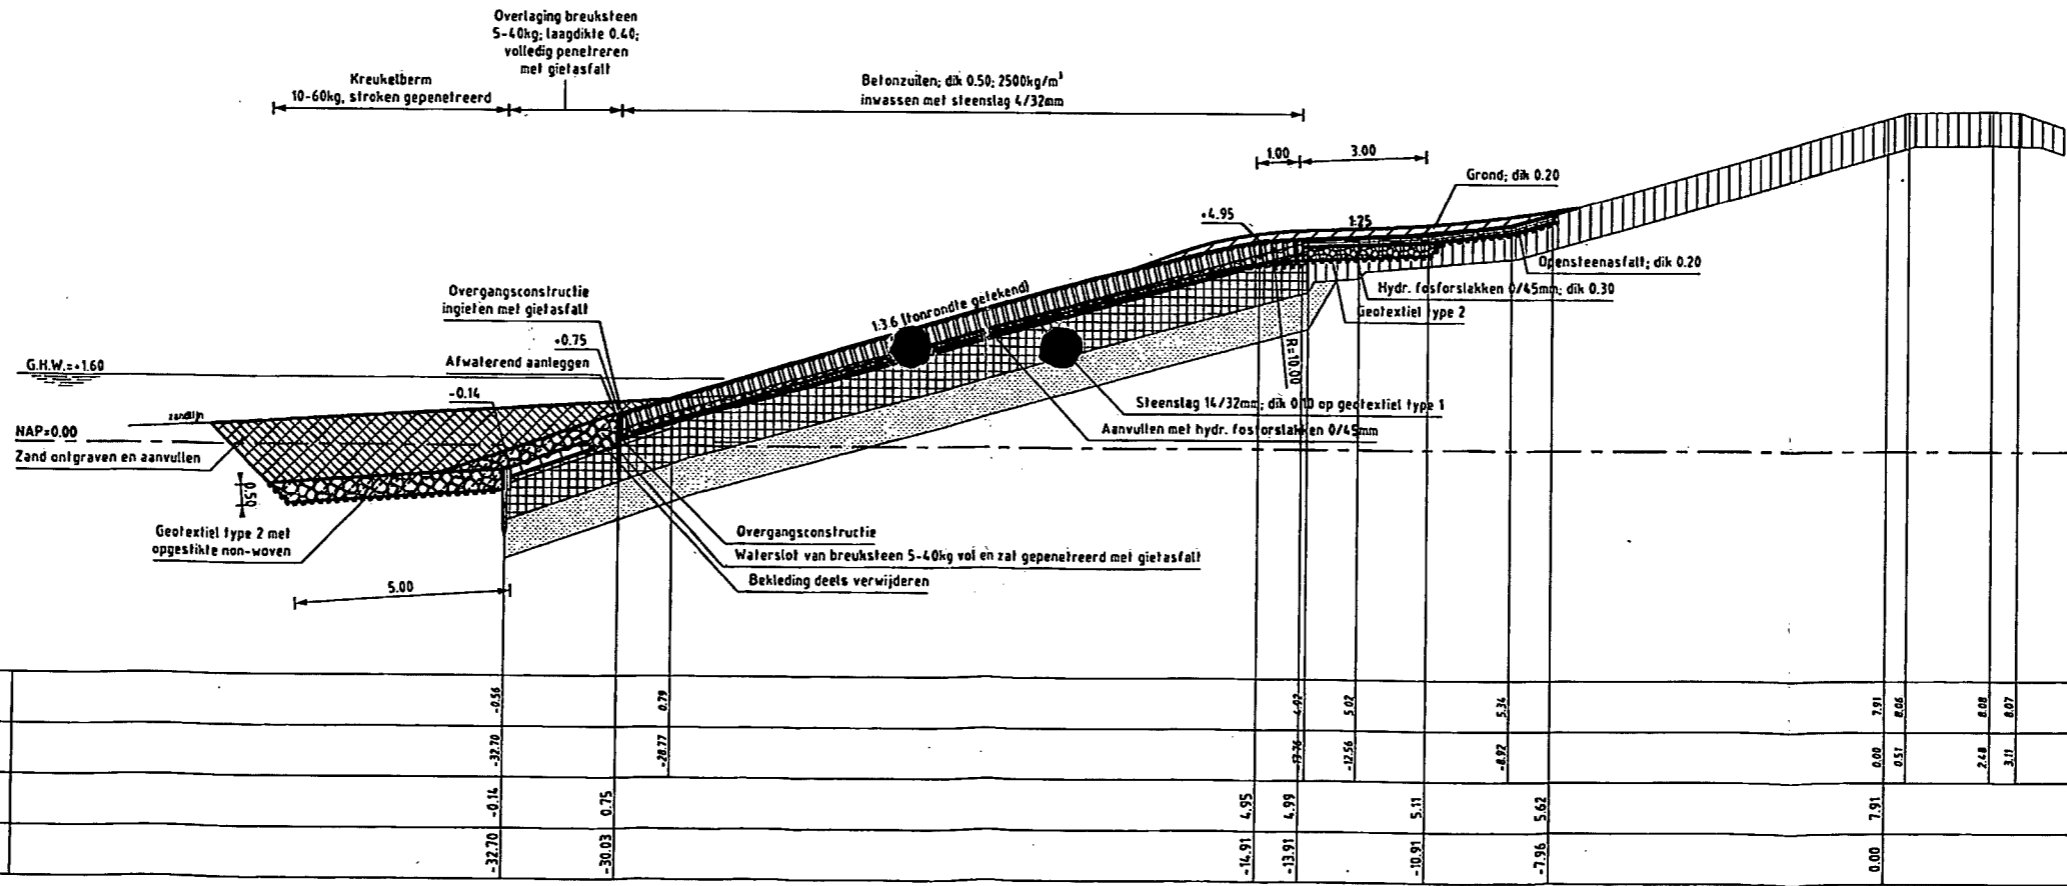 Overlaging breuksteen
5-40kg; laagdikte 0.40;
volledig penetreren
met gietasfalt
Kreukelberm
10-60kg, stroken gepenetreerd
Betonzuilen; dik 0.50; 2500kg/m³
inwassen met steenslag 4/32mm
1.00
3.00
Grond; dik 0.20
+4.95
1:25
Opensteenasfalt; dik 0.20
Hydr. fosforslakken 0/45mm; dik 0.30
Geotextiel type 2
Overgangsconstructie
ingieten met gietasfalt
1:3.6 (tonrondte getekend)
+0.75
Afwaterend aanleggen
G.H.W.=+1.60
R=10.00
-0.14
zandlijn
Steenslag 14/32mm; dik 0.10 op geotextiel type 1
NAP=0.00
Aanvullen met hydr. fosforslakken 0/45mm
Zand ontgraven en aanvullen
0.50
Geotextiel type 2 met
opgestikte non-woven
Overgangsconstructie
Waterslot van breuksteen 5-40kg vol en zat gepenetreerd met gietasfalt
Bekleding deels verwijderen
5.00
-0.56 0.79 4.92 5.02 5.34 7.91 8.06 8.08 8.07
-32.70 -28.77 -13.76 -12.56 -8.92 0.00 0.51 2.48 3.11
-0.14 0.75 4.95 4.99 5.11 5.62 7.91
-32.70 -30.03 -14.91 -13.91 -10.91 -7.96 0.00